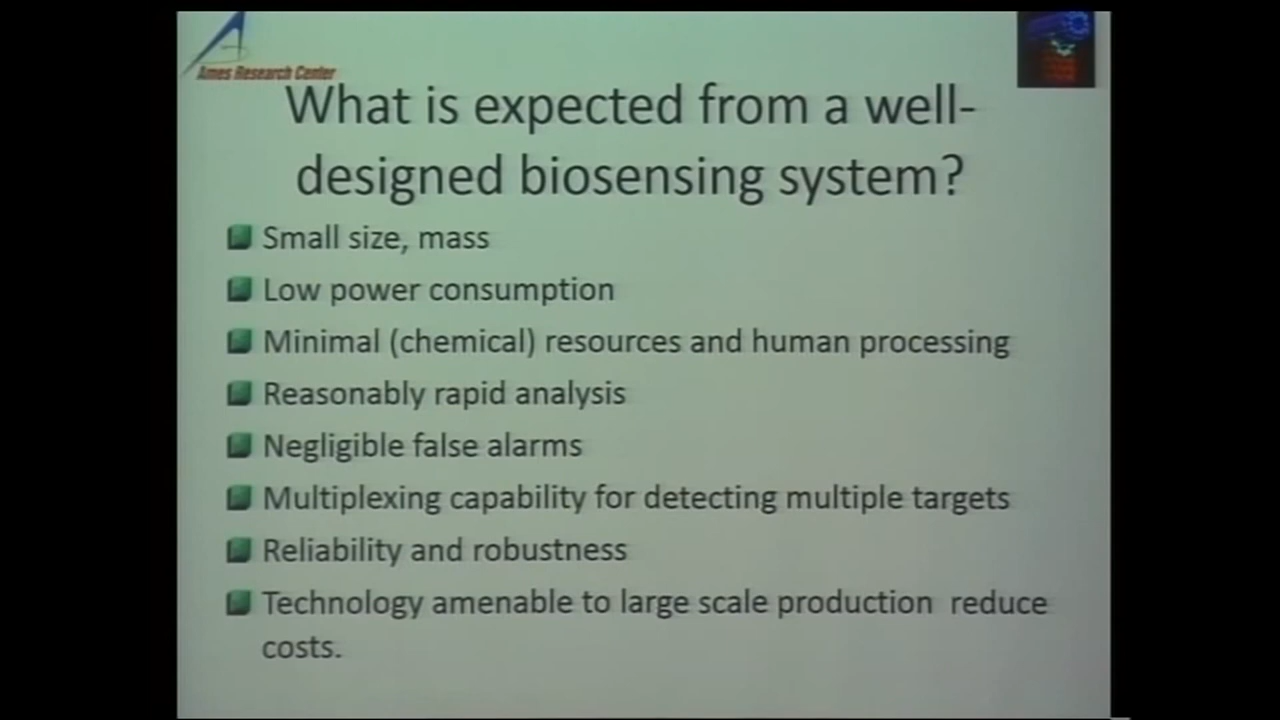 Ames Research Center
What is expected from a well-
designed biosensing system?
Small size, mass
Low power consumption
Minimal (chemical) resources and human processing
Reasonably rapid analysis
Negligible false alarms
Multiplexing capability for detecting multiple targets
Reliability and robustness
Technology amenable to large scale production reduce
costs.